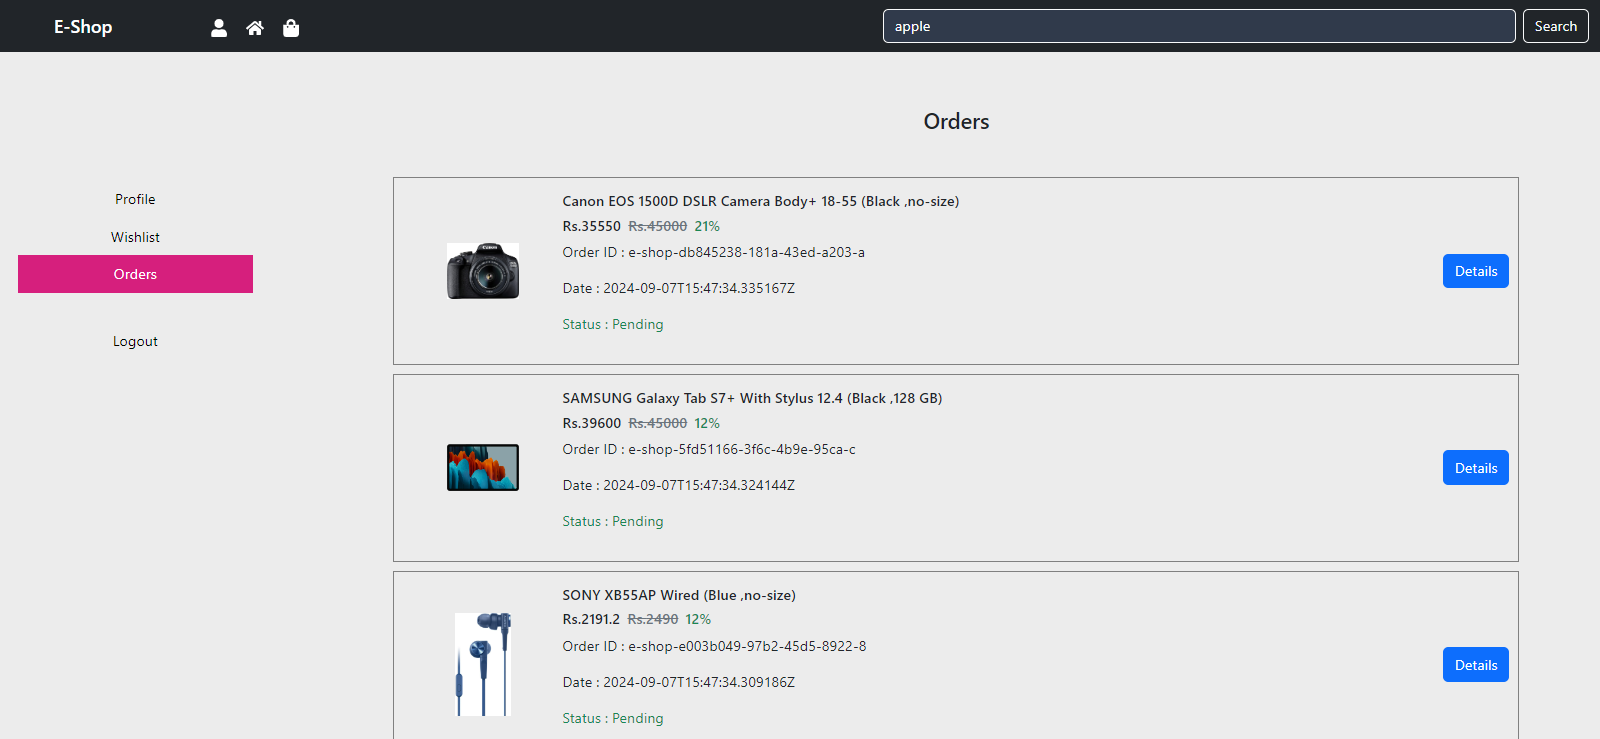 E-Shop
apple
Search
Orders
Profile
Wishlist
Orders
Logout
Canon EOS 1500D DSLR Camera Body+ 18-55 (Black ,no-size)
Rs.35550 Rs.45000 21%
Order ID : e-shop-db845238-181a-43ed-a203-a
Date : 2024-09-07T15:47:34.335167Z
Status : Pending
Details
Canon
SAMSUNG Galaxy Tab S7+ With Stylus 12.4 (Black ,128 GB)
Rs.39600 Rs.45000 12%
Order ID : e-shop-5fd51166-3f6c-4b9e-95ca-c
Date : 2024-09-07T15:47:34.324144Z
Status : Pending
Details
SONY XB55AP Wired (Blue ,no-size)
Rs.2191.2 Rs.2490 12%
Order ID : e-shop-e003b049-97b2-45d5-8922-8
Date : 2024-09-07T15:47:34.309186Z
Status : Pending
Details